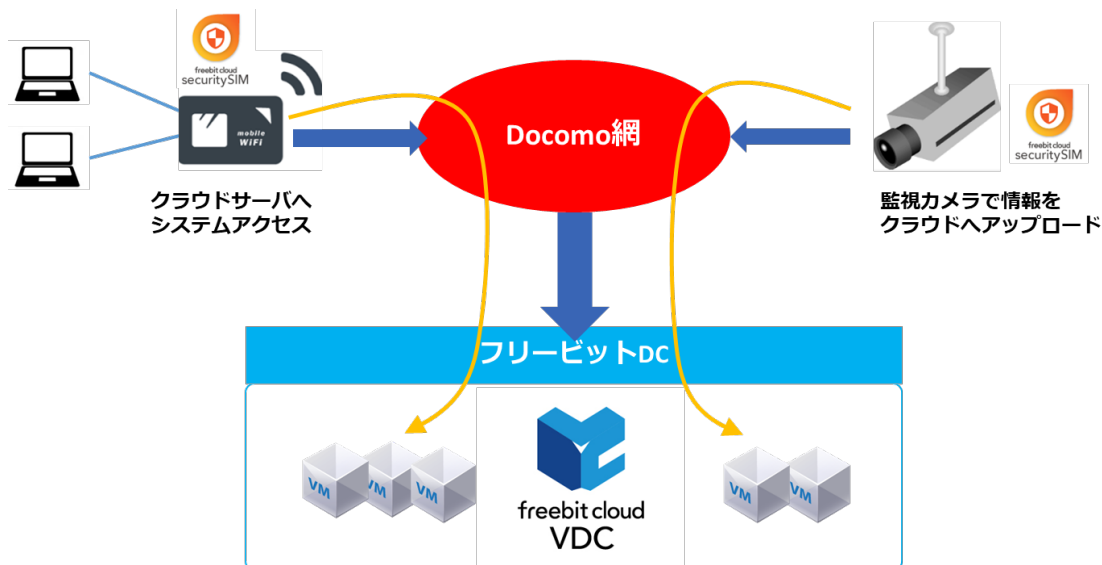 freebit cloud
securitySIM
mobile
WiFi
クラウドサーバへ
システムアクセス
Docomo網
freebit cloud
securitySIM
監視カメラで情報を
クラウドへアップロード
フリービットDC
VM
VM
VM
freebit cloud
VDC
VM
VM